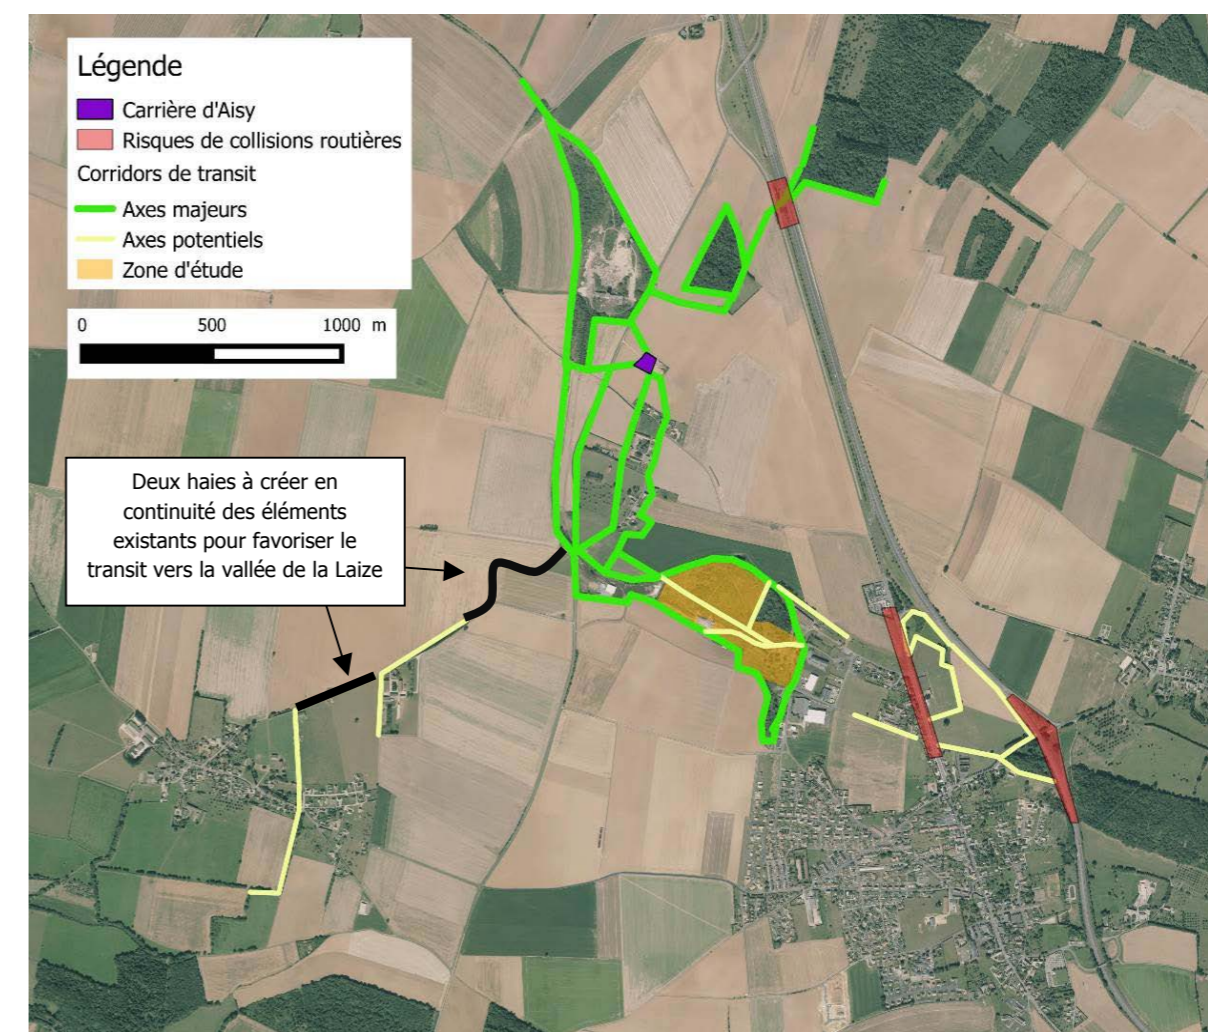 Légende
Carrière d'Aisy
Risques de collisions routières
Corridors de transit
Axes majeurs
Axes potentiels
Zone d'étude
0 500 1000 m
Deux haies à créer en
continuité des éléments
existants pour favoriser le
transit vers la vallée de la Laize